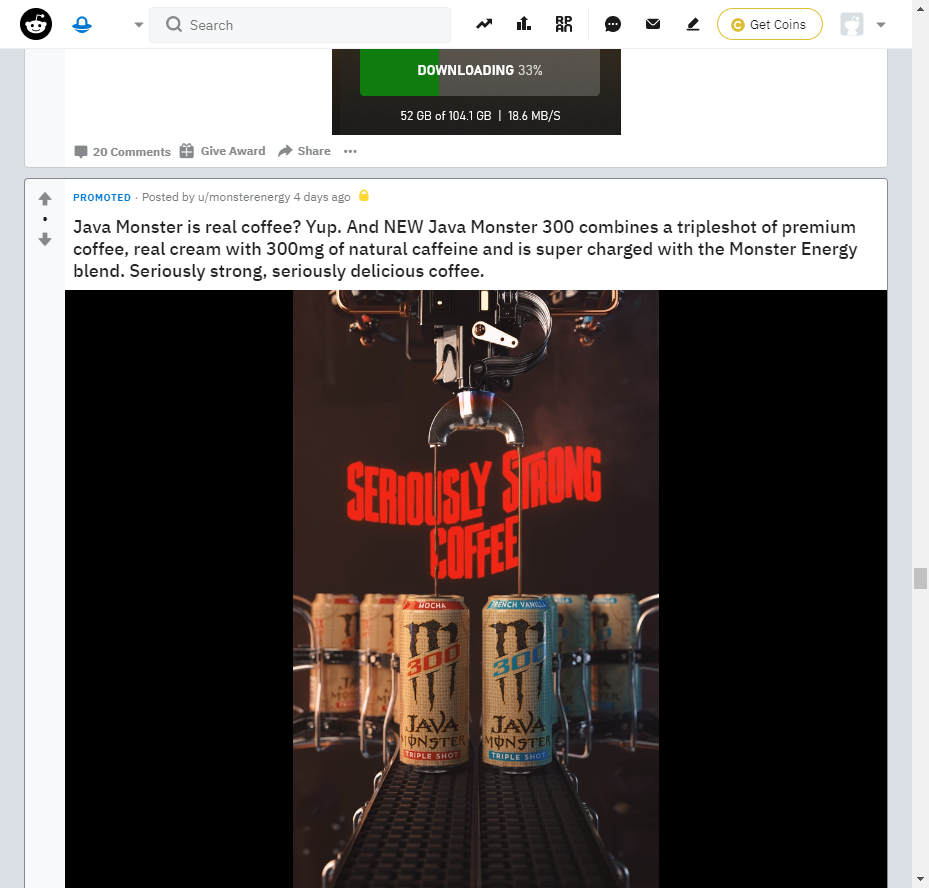 Search
Get Coins
DOWNLOADING 33%
52 GB of 104.1 GB | 18.6 MB/S
20 Comments Give Award Share
PROMOTED · Posted by u/monsterenergy 4 days ago
Java Monster is real coffee? Yup. And NEW Java Monster 300 combines a tripleshot of premium
coffee, real cream with 300mg of natural caffeine and is super charged with the Monster Energy
blend. Seriously strong, seriously delicious coffee.
SERIOUSLY STRONG
COFFEE
MOCHA
FRENCH VANILLA
300
300
JAVA
MONSTER
TRIPLE SHOT
JAVA
MONSTER
TRIPLE SHOT